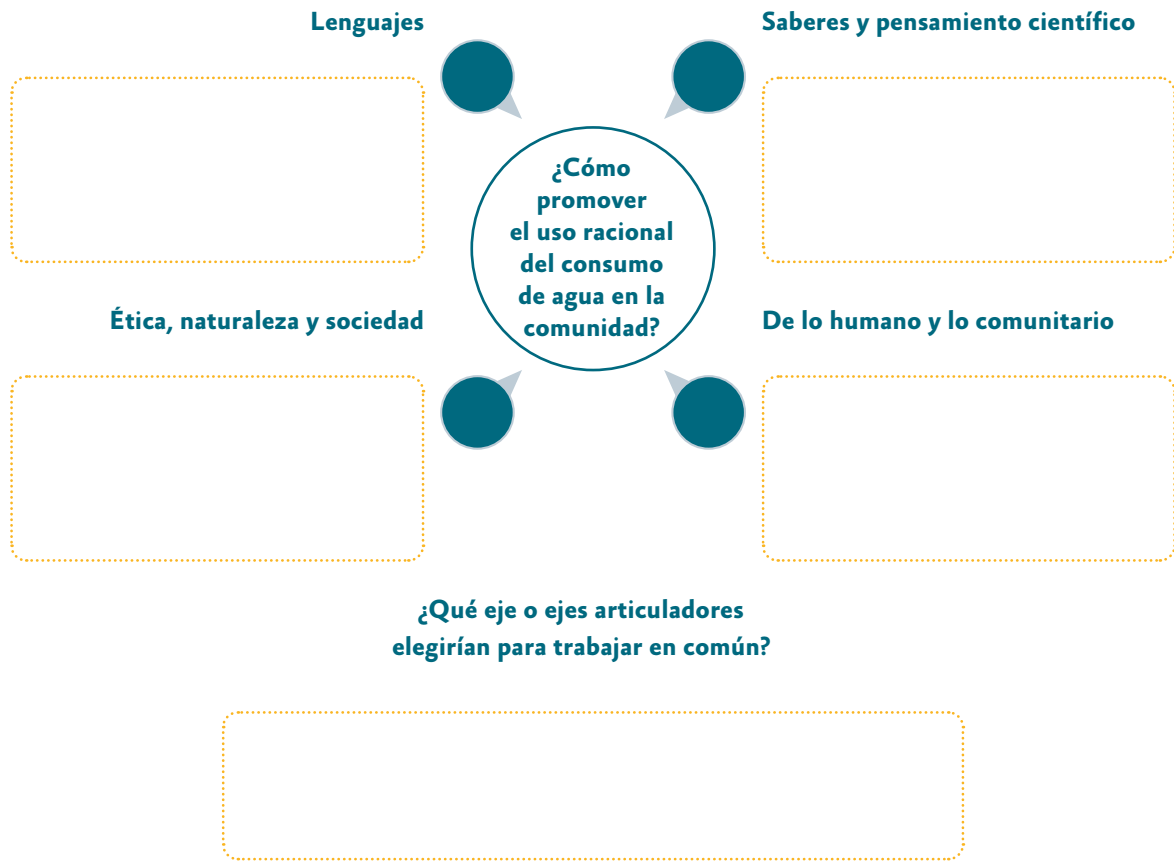 Lenguajes
Saberes y pensamiento científico
¿Cómo
promover
el uso racional
del consumo
de agua en la
comunidad?
Ética, naturaleza y sociedad
De lo humano y lo comunitario
¿Qué eje o ejes articuladores
elegirían para trabajar en común?